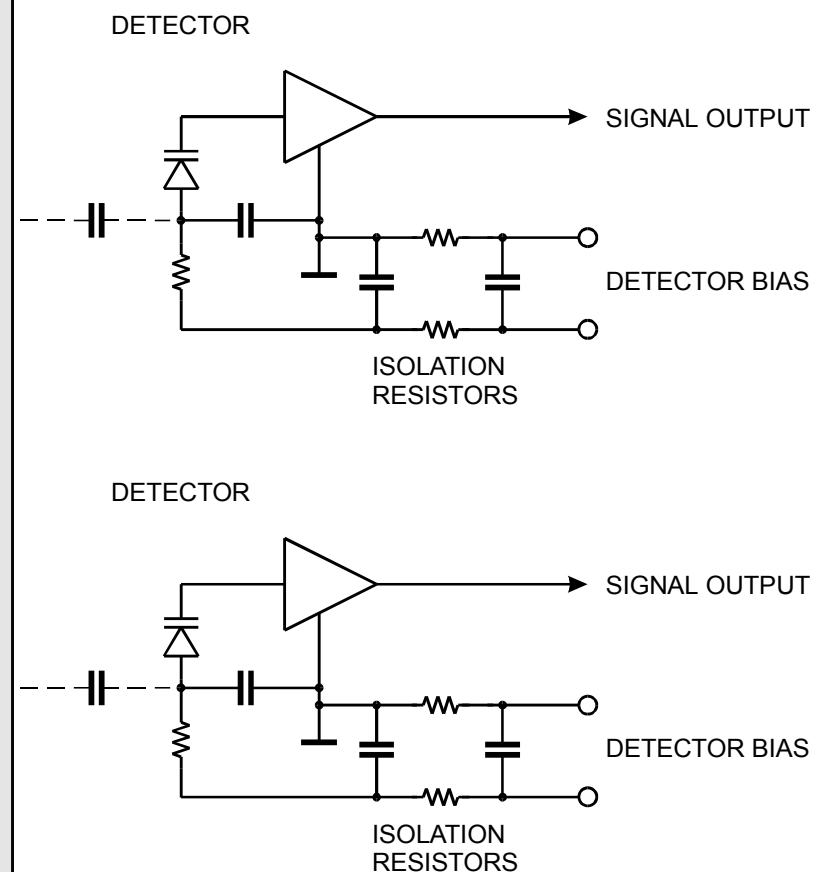 DETECTOR
SIGNAL OUTPUT
DETECTOR BIAS
ISOLATION
RESISTORS
DETECTOR
SIGNAL OUTPUT
DETECTOR BIAS
ISOLATION
RESISTORS